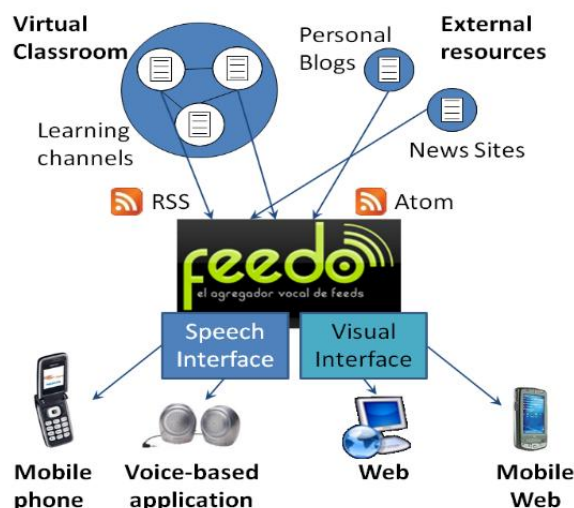 Virtual
Classroom
Learning
channels
Personal
Blogs
External
resources
News Sites
RSS
Atom
feedo
el agregador vocal de feeds
Speech
Interface
Visual
Interface
Mobile
phone
Voice-based
application
Web
Mobile
Web